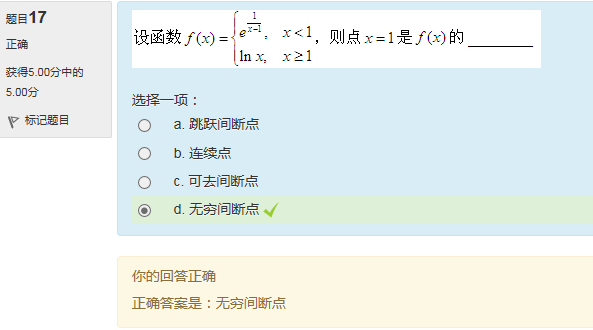 题目17
正确
获得5.00分中的
5.00分
标记题目
设函数 f(x) = { e^{1/(x-1)}, x<1; ln x, x≥1 ,则点 x=1 是 f(x) 的 ________
选择一项:
a. 跳跃间断点
b. 连续点
c. 可去间断点
d. 无穷间断点
你的回答正确
正确答案是:无穷间断点